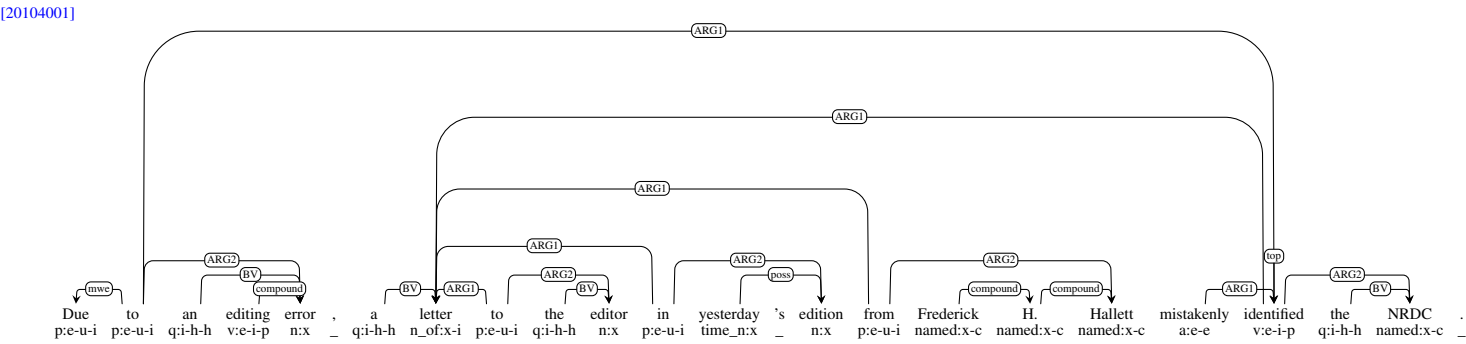 [20104001]
ARG1
ARG1
ARG1
ARG1
top
ARG2 ARG2 ARG2 ARG2 ARG2
BV poss
mwe compound BV ARG1 BV compound compound ARG1 BV
Due to an editing error , a letter to the editor in yesterday 's edition from Frederick H. Hallett mistakenly identified the NRDC .
p:e-u-i p:e-u-i q:i-h-h v:e-i-p n:x _ q:i-h-h n_of:x-i p:e-u-i q:i-h-h n:x p:e-u-i time_n:x _ n:x p:e-u-i named:x-c named:x-c named:x-c a:e-e v:e-i-p q:i-h-h named:x-c _